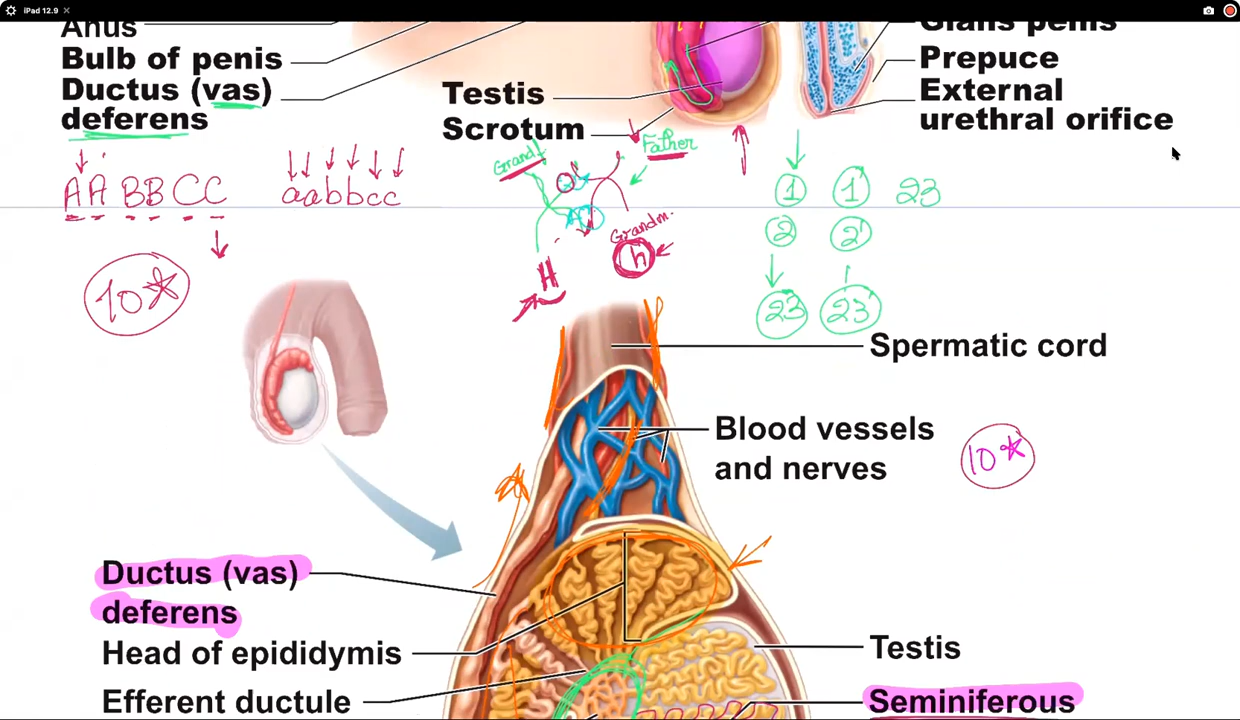 iPad 12.9
Anus
Bulb of penis
Ductus (vas)
deferens
Testis
Scrotum
Glans penis
Prepuce
External
urethral orifice
Father
Grand
AA BB CC
aabbcc
1 1' 23
2 2'
Grandm.
H
h
23 23'
10*
Spermatic cord
Blood vessels
and nerves
10*
Ductus (vas)
deferens
Head of epididymis
Efferent ductule
Testis
Seminiferous